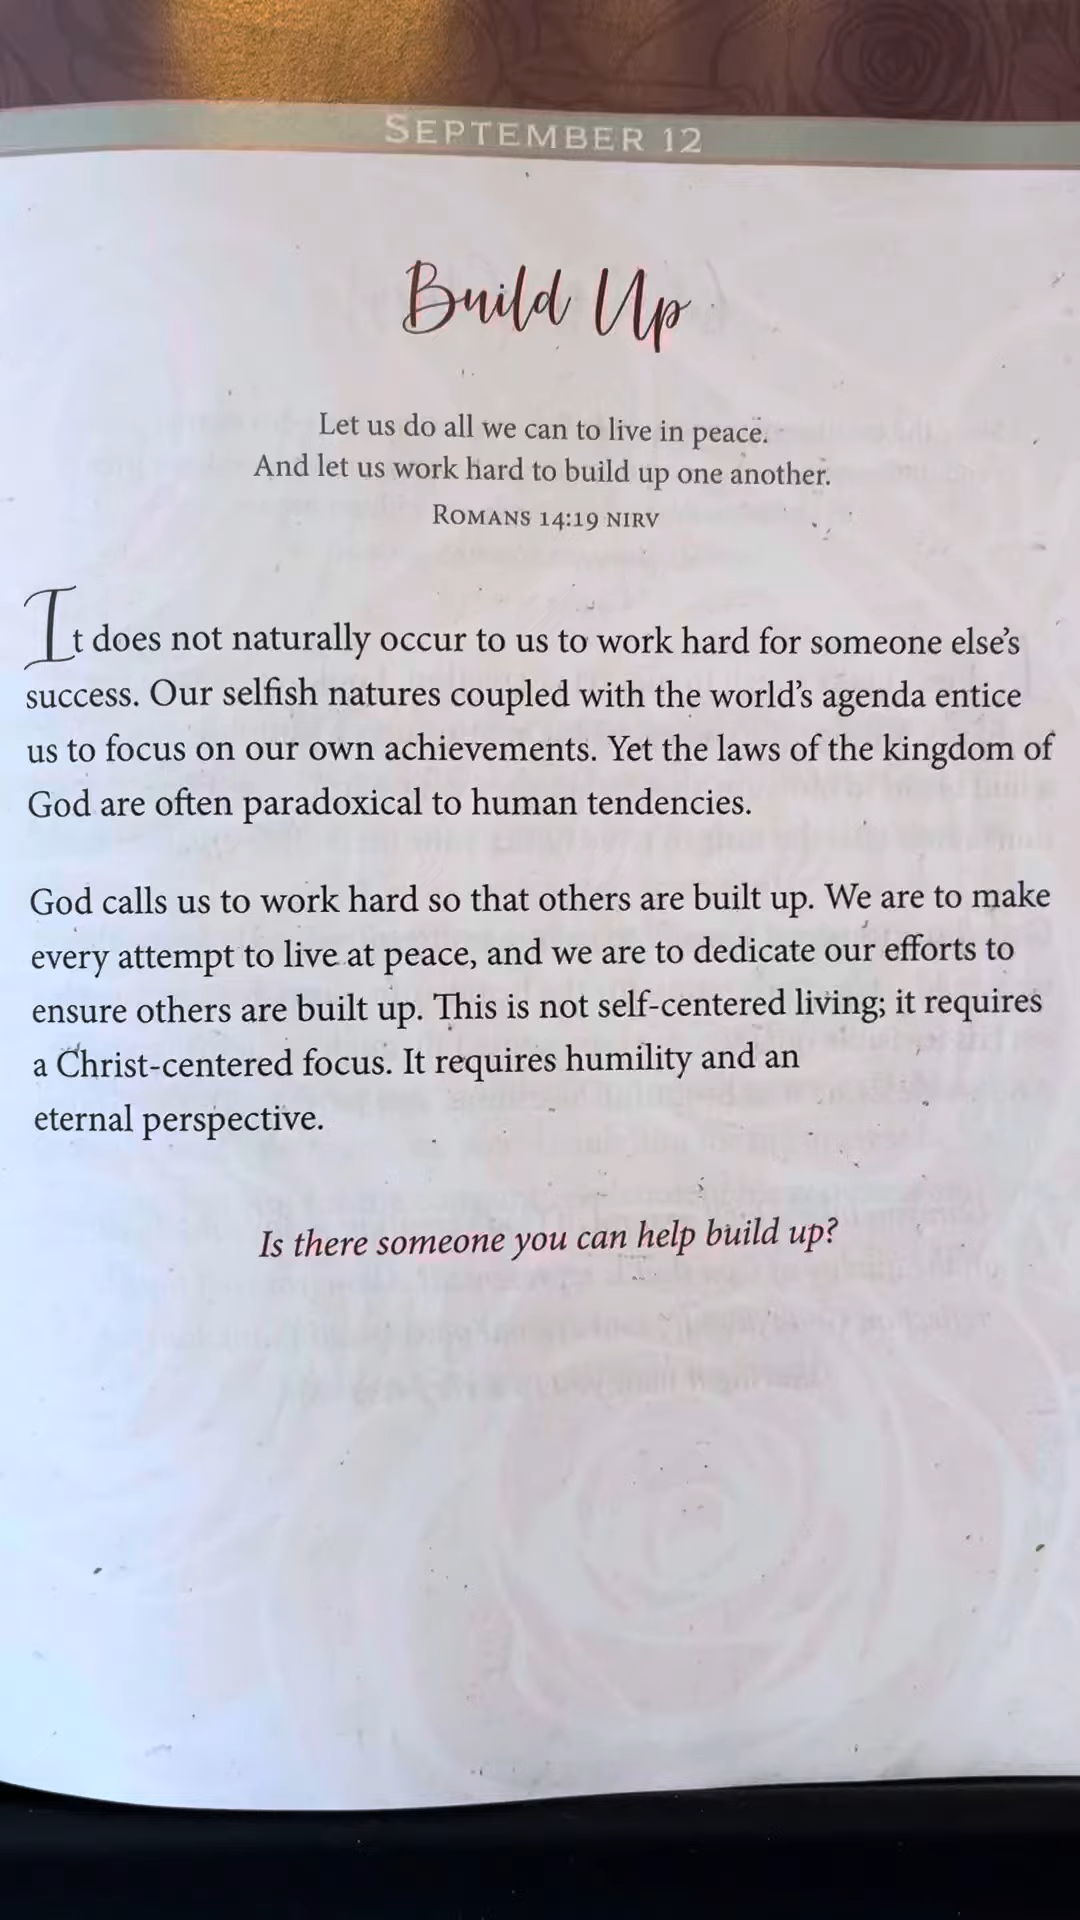 SEPTEMBER 12
Build Up
Let us do all we can to live in peace.
And let us work hard to build up one another.
ROMANS 14:19 NIRV
It does not naturally occur to us to work hard for someone else's
success. Our selfish natures coupled with the world's agenda entice
us to focus on our own achievements. Yet the laws of the kingdom of
God are often paradoxical to human tendencies.
God calls us to work hard so that others are built up. We are to make
every attempt to live at peace, and we are to dedicate our efforts to
ensure others are built up. This is not self-centered living; it requires
a Christ-centered focus. It requires humility and an
eternal perspective.
Is there someone you can help build up?